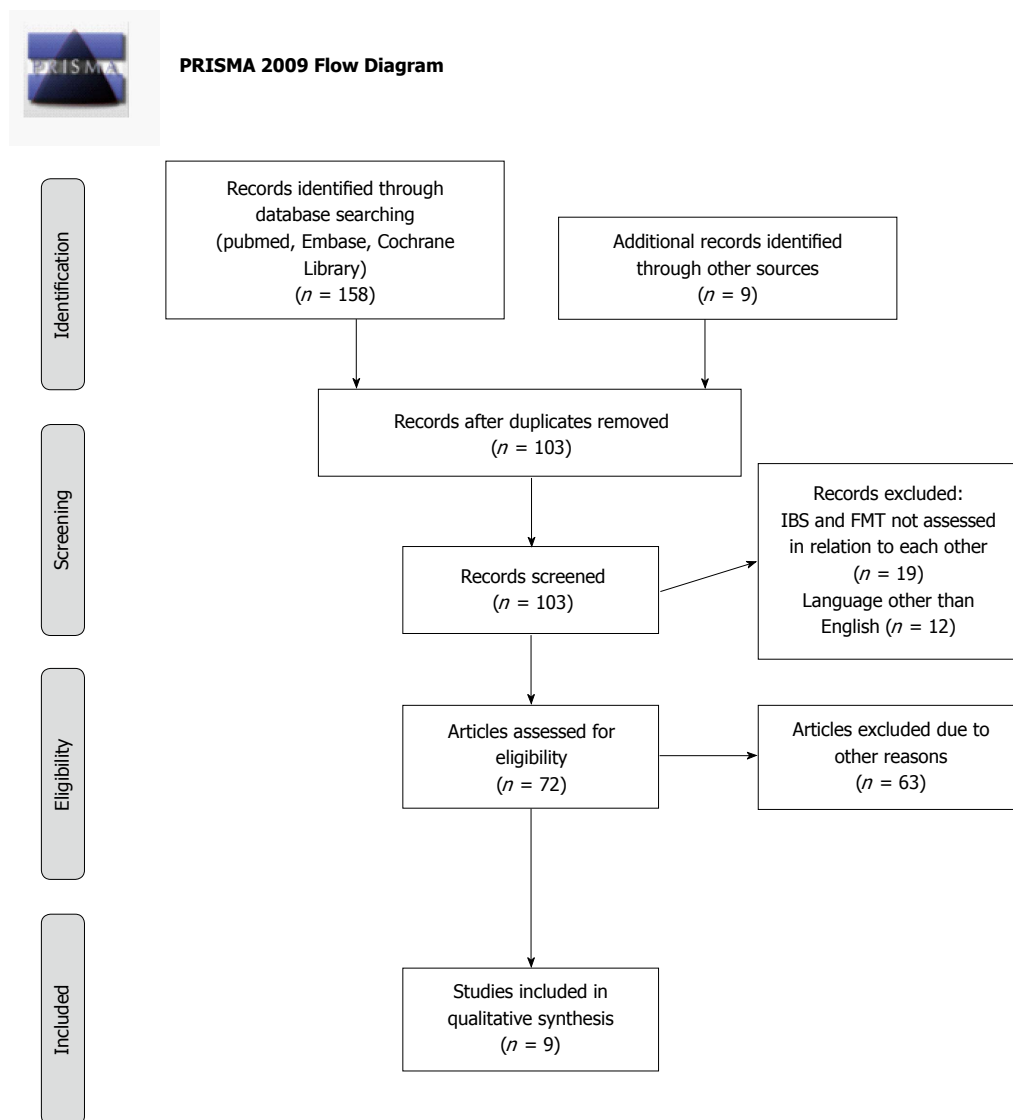 PRISMA
PRISMA 2009 Flow Diagram
Identification
Records identified through
database searching
(pubmed, Embase, Cochrane
Library)
(n = 158)
Additional records identified
through other sources
(n = 9)
Records after duplicates removed
(n = 103)
Screening
Records screened
(n = 103)
Records excluded:
IBS and FMT not assessed
in relation to each other
(n = 19)
Language other than
English (n = 12)
Eligibility
Articles assessed for
eligibility
(n = 72)
Articles excluded due to
other reasons
(n = 63)
Included
Studies included in
qualitative synthesis
(n = 9)